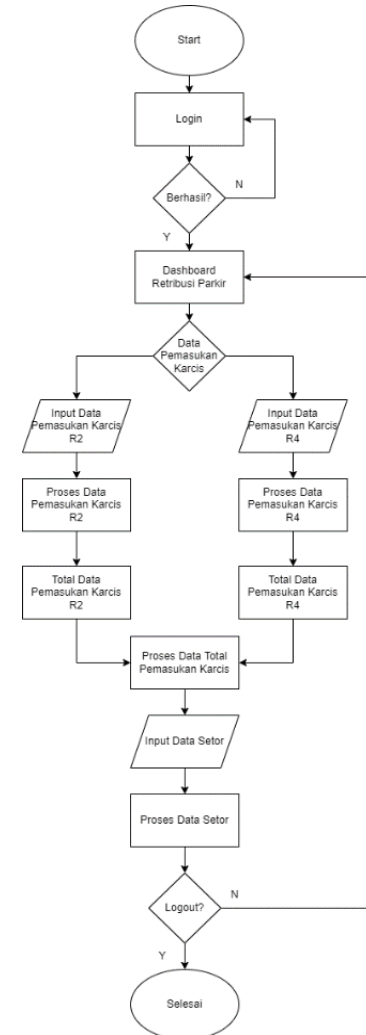 Start
Login
Berhasil?
N
Y
Dashboard
Retribusi Parkir
Data
Pemasukan
Karcis
Input Data
Pemasukan Karcis
R2
Input Data
Pemasukan Karcis
R4
Proses Data
Pemasukan Karcis
R2
Proses Data
Pemasukan Karcis
R4
Total Data
Pemasukan Karcis
R2
Total Data
Pemasukan Karcis
R4
Proses Data Total
Pemasukan Karcis
Input Data Setor
Proses Data Setor
Logout?
N
Y
Selesai